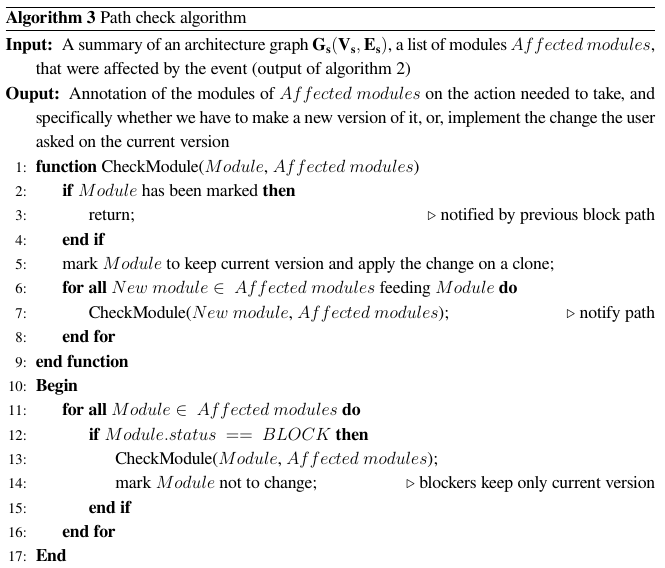 Algorithm 3 Path check algorithm
Input: A summary of an architecture graph Gs(Vs, Es), a list of modules Affected modules,
that were affected by the event (output of algorithm 2)
Ouput: Annotation of the modules of Affected modules on the action needed to take, and
specifically whether we have to make a new version of it, or, implement the change the user
asked on the current version
1: function CheckModule(Module, Affected modules)
2: if Module has been marked then
3: return; ▷ notified by previous block path
4: end if
5: mark Module to keep current version and apply the change on a clone;
6: for all New module ∈ Affected modules feeding Module do
7: CheckModule(New module, Affected modules); ▷ notify path
8: end for
9: end function
10: Begin
11: for all Module ∈ Affected modules do
12: if Module.status == BLOCK then
13: CheckModule(Module, Affected modules);
14: mark Module not to change; ▷ blockers keep only current version
15: end if
16: end for
17: End